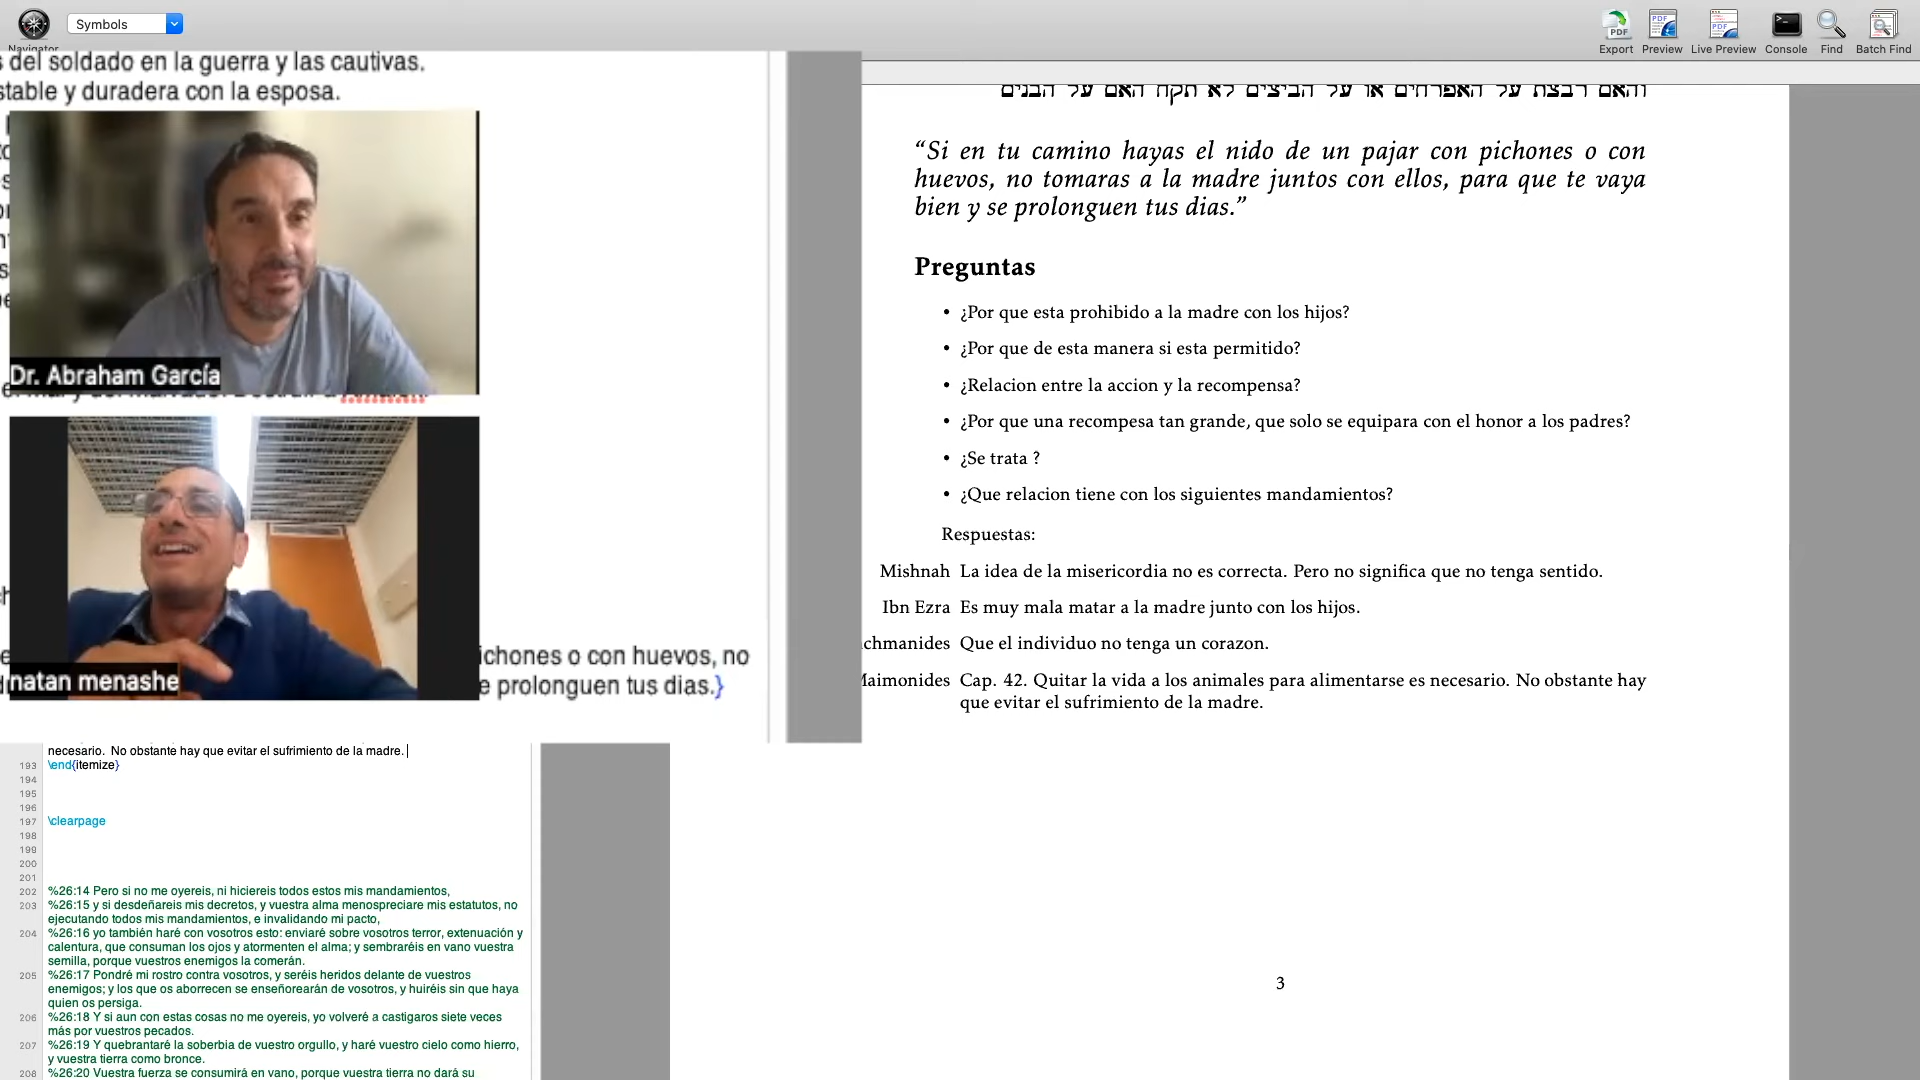 Symbols
Navigator
Export
Preview
Live Preview
Console
Find
Batch Find
del soldado en la guerra y las cautivas.
stable y duradera con la esposa.
Dr. Abraham García
natan menashe
ichones o con huevos, no
e prolonguen tus dias.}
necesario. No obstante hay que evitar el sufrimiento de la madre.
193 \end{itemize}
194
195
196
197 \clearpage
198
199
200
201
202 %26:14 Pero si no me oyereis, ni hiciereis todos estos mis mandamientos,
203 %26:15 y si desdeñareis mis decretos, y vuestra alma menospreciare mis estatutos, no
ejecutando todos mis mandamientos, e invalidando mi pacto,
204 %26:16 yo también haré con vosotros esto: enviaré sobre vosotros terror, extenuación y
calentura, que consuman los ojos y atormenten el alma; y sembraréis en vano vuestra
semilla, porque vuestros enemigos la comerán.
205 %26:17 Pondré mi rostro contra vosotros, y seréis heridos delante de vuestros
enemigos; y los que os aborrecen se enseñorearán de vosotros, y huiréis sin que haya
quien os persiga.
206 %26:18 Y si aun con estas cosas no me oyereis, yo volveré a castigaros siete veces
más por vuestros pecados.
207 %26:19 Y quebrantaré la soberbia de vuestro orgullo, y haré vuestro cielo como hierro,
y vuestra tierra como bronce.
208 %26:20 Vuestra fuerza se consumirá en vano, porque vuestra tierra no dará su
והאם רבצת על האפרחים או על הביצים לא תקח האם על הבנים
“Si en tu camino hayas el nido de un pajar con pichones o con
huevos, no tomaras a la madre juntos con ellos, para que te vaya
bien y se prolonguen tus dias.”
Preguntas
• ¿Por que esta prohibido a la madre con los hijos?
• ¿Por que de esta manera si esta permitido?
• ¿Relacion entre la accion y la recompensa?
• ¿Por que una recompesa tan grande, que solo se equipara con el honor a los padres?
• ¿Se trata ?
• ¿Que relacion tiene con los siguientes mandamientos?
Respuestas:
Mishnah La idea de la misericordia no es correcta. Pero no significa que no tenga sentido.
Ibn Ezra Es muy mala matar a la madre junto con los hijos.
chmanides Que el individuo no tenga un corazon.
Maimonides Cap. 42. Quitar la vida a los animales para alimentarse es necesario. No obstante hay
que evitar el sufrimiento de la madre.
3